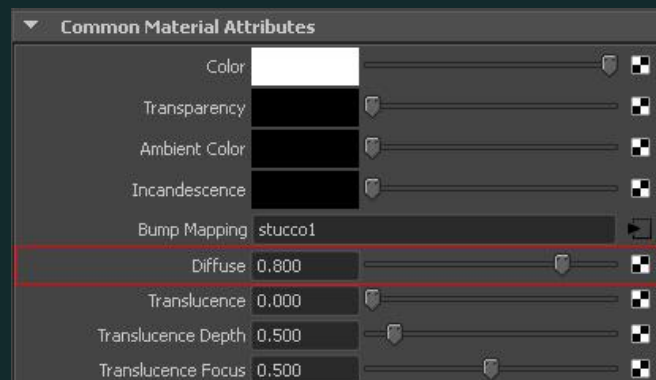 Common Material Attributes
Color
Transparency
Ambient Color
Incandescence
Bump Mapping stucco1
Diffuse 0.800
Translucence 0.000
Translucence Depth 0.500
Translucence Focus 0.500